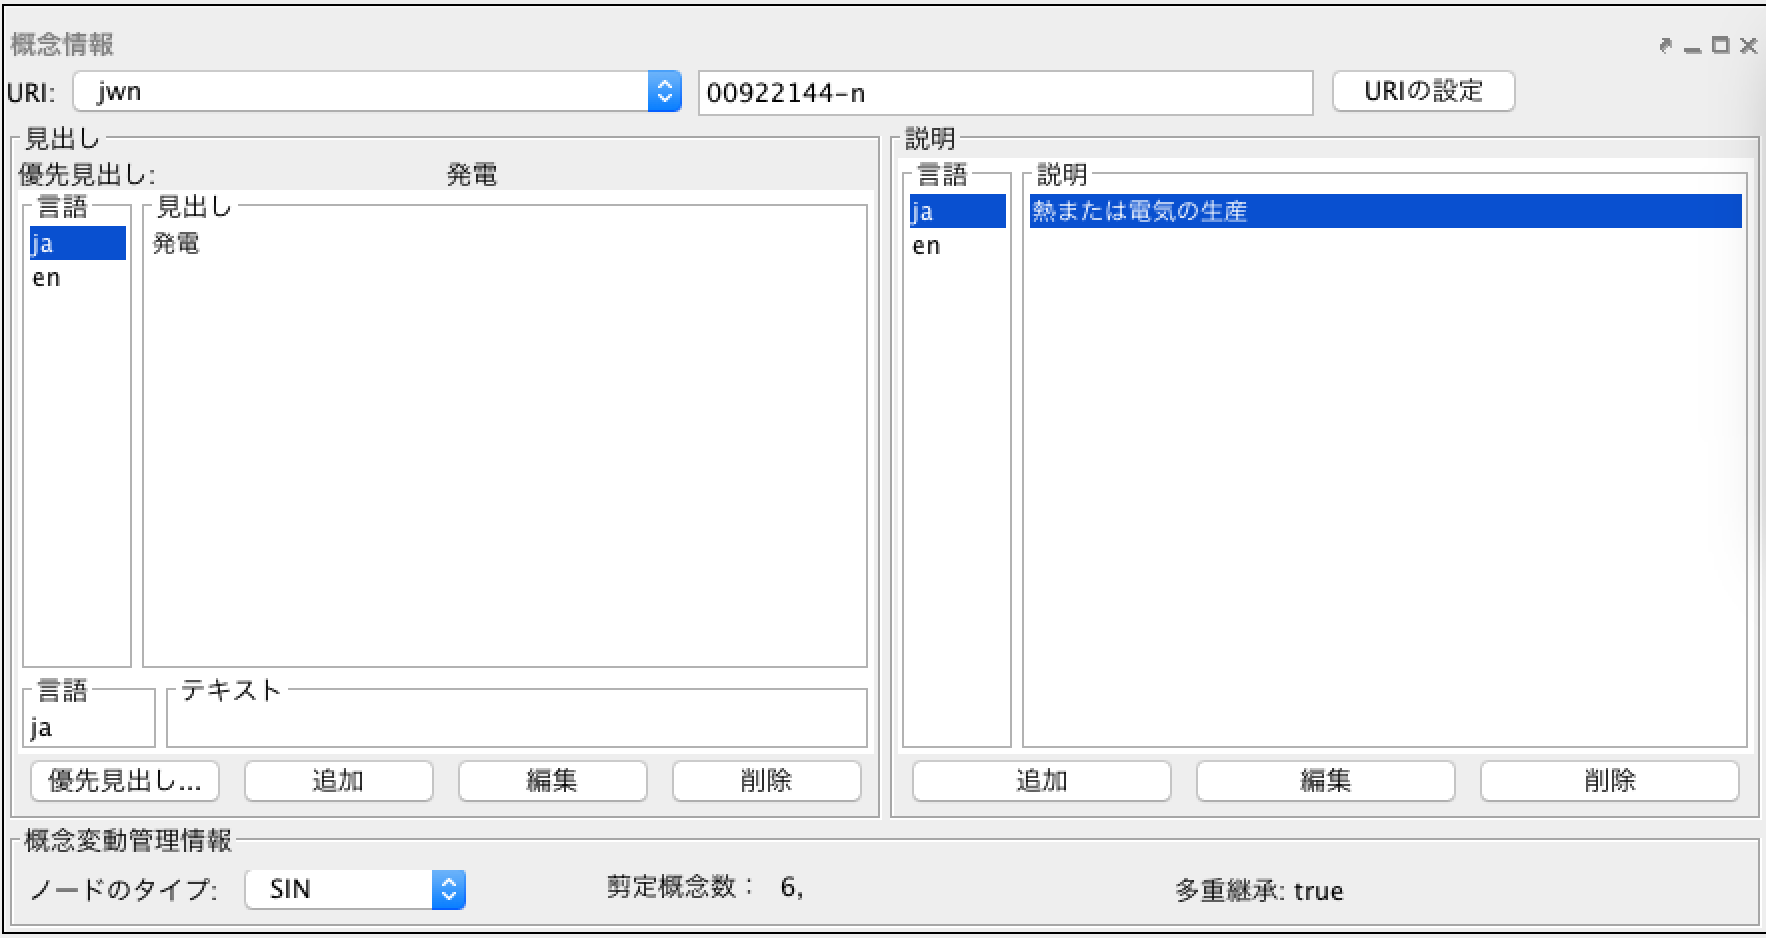 概念情報
URI: jwn 00922144-n URIの設定
見出し
優先見出し: 発電
言語
ja
en
見出し
発電
言語
ja
テキスト
優先見出し... 追加 編集 削除
説明
言語
ja
en
説明
熱または電気の生産
追加 編集 削除
概念変動管理情報
ノードのタイプ: SIN 剪定概念数： 6, 多重継承: true